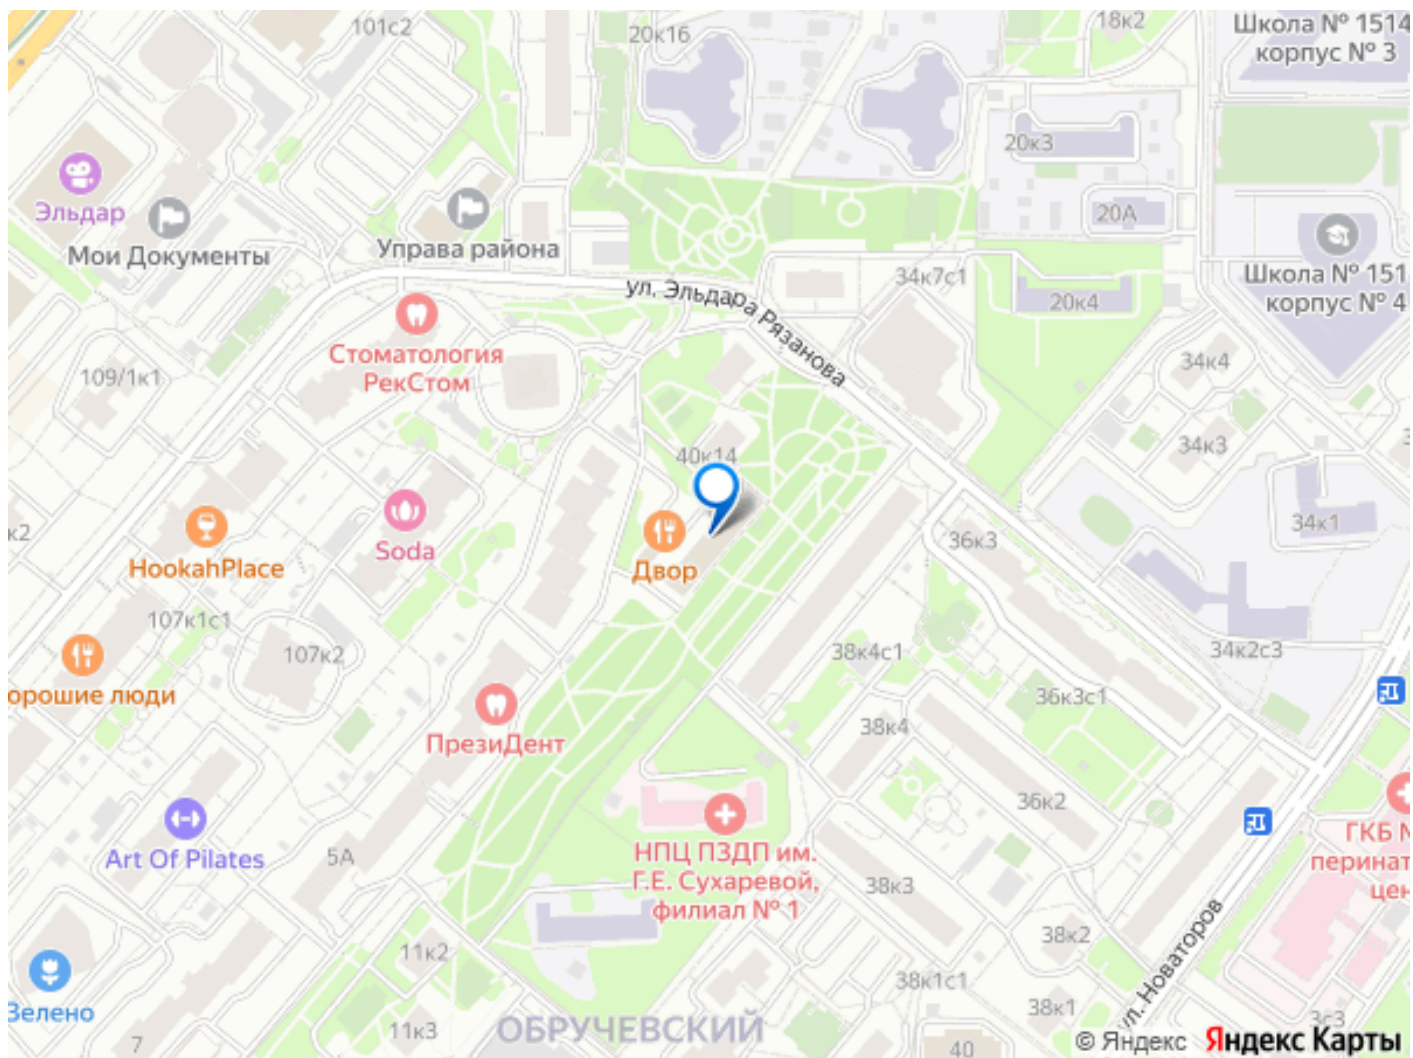 101с2
20к16
18к2
Школа № 1514
корпус № 3
20к3
Эльдар
Мои Документы
Управа района
20А
Школа № 151
корпус № 4
34к7с1
20к4
ул. Эльдара Рязанова
Стоматология
РекСтом
109/1к1
34к4
34к3
40к14
34к1
к2
HookahPlace
Soda
Двор
36к3
107к1с1
107к2
38к4с1
34к2с3
орошие люди
36к3с1
ПрезиДент
38к4
36к2
Art Of Pilates
5А
НПЦ ПЗДП им.
Г.Е. Сухаревой,
филиал № 1
ГКБ №
перинат
цен
38к3
11к2
38к2
ул. Новаторов
38к1с1
Зелено
7
11к3
ОБРУЧЕВСКИЙ
38к1
40
3с3
© Яндекс Яндекс Карты